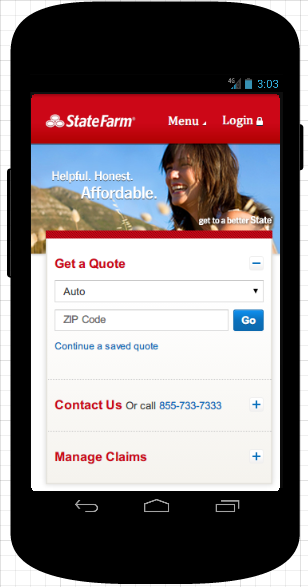 4G 3:03
StateFarm®
Menu
Login
Helpful. Honest.
Affordable.
get to a better State™
Get a Quote
Auto
ZIP Code
Go
Continue a saved quote
Contact Us Or call 855-733-7333
Manage Claims